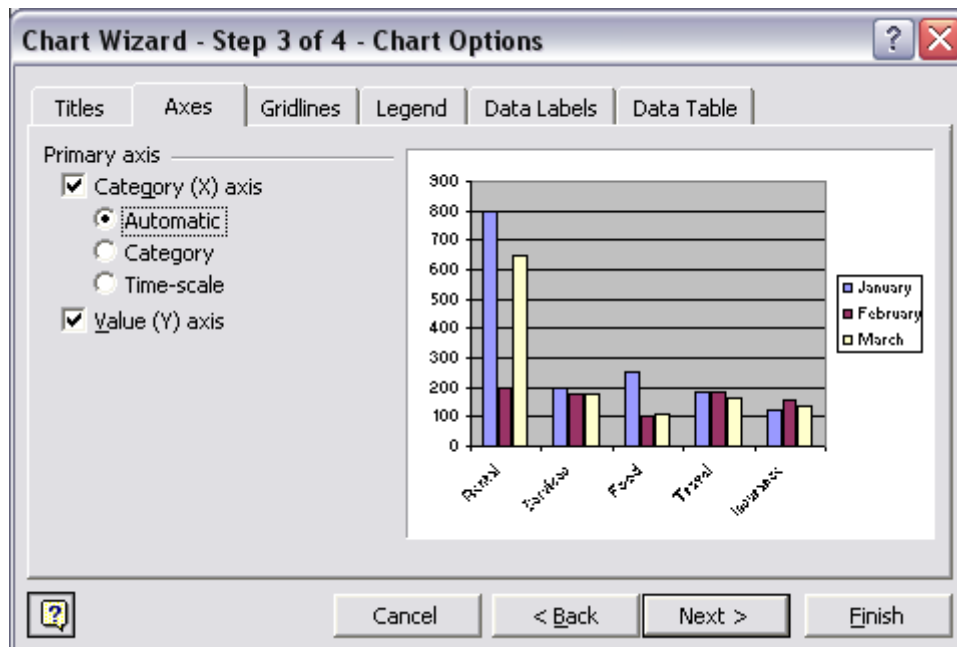 Chart Wizard - Step 3 of 4 - Chart Options
Titles Axes Gridlines Legend Data Labels Data Table
Primary axis
Category (X) axis
Automatic
Category
Time-scale
Value (Y) axis
900
800
700
600
500
400
300
200
100
0
Rental Services Food Travel Insurance
January
February
March
Cancel < Back Next > Finish